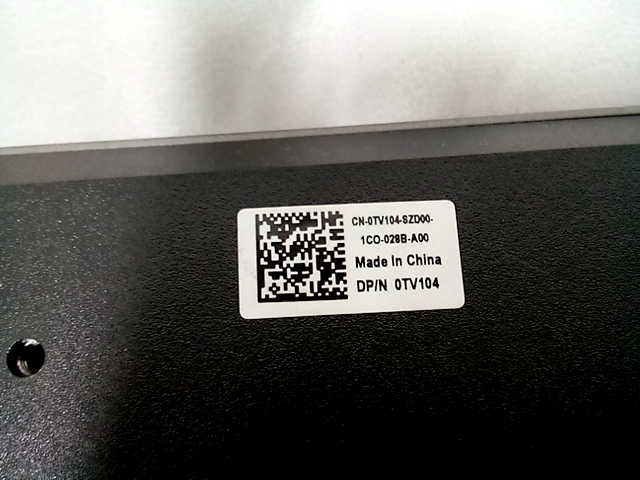 CN-0TV104-SZD00-
1CO-028B-A00
Made In China
DP/N 0TV104